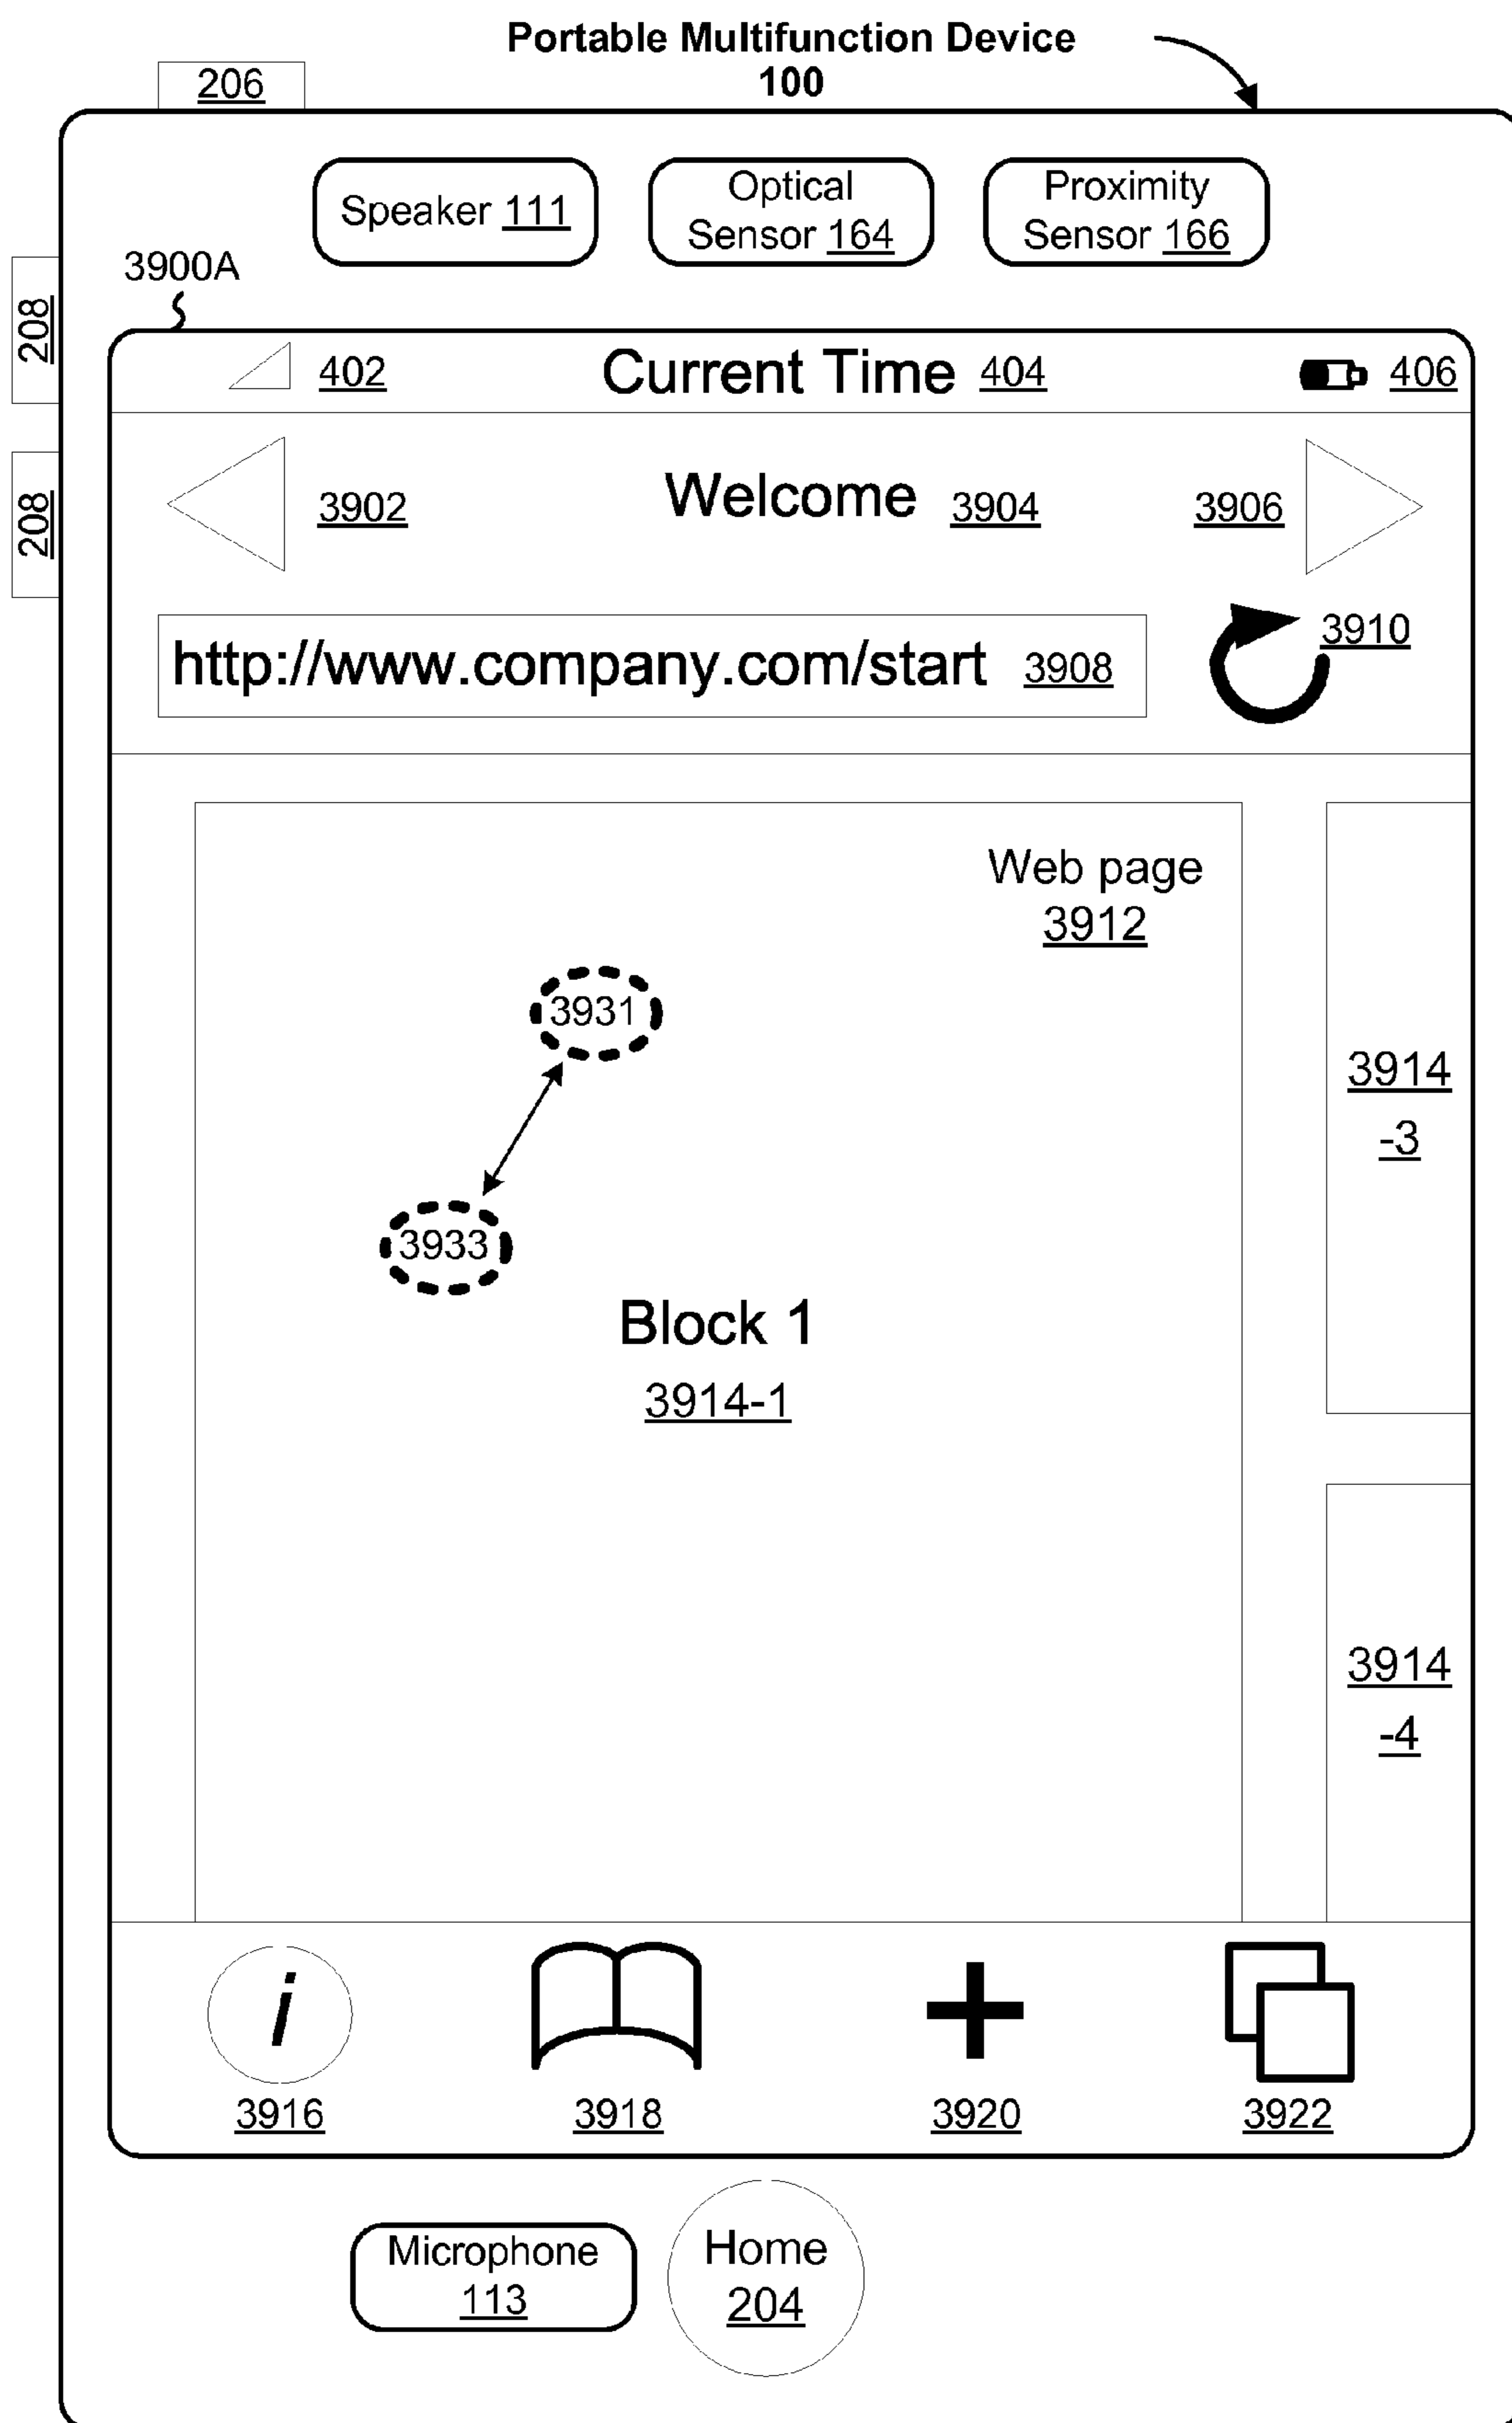 Portable Multifunction Device
100
206
Speaker 111
Optical
Sensor 164
Proximity
Sensor 166
3900A
208
208
402
Current Time 404
406
3902
Welcome 3904
3906
http://www.company.com/start 3908
3910
Web page
3912
3931
3933
Block 1
3914-1
3914
-3
3914
-4
i
3916
3918
3920
3922
Microphone
113
Home
204